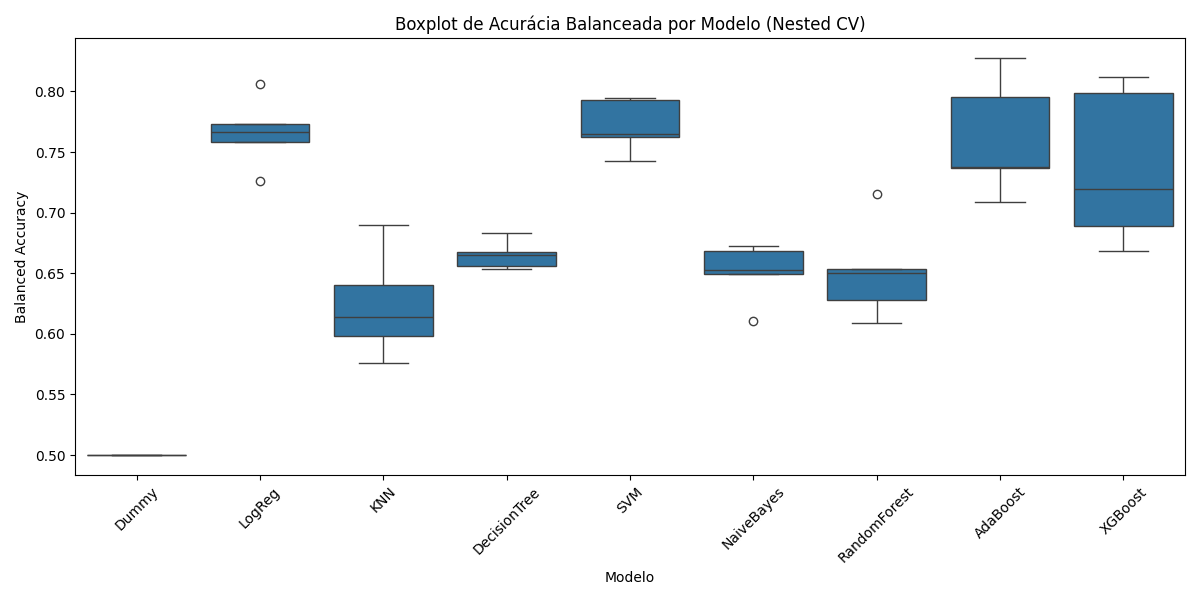 Boxplot de Acurácia Balanceada por Modelo (Nested CV)
Balanced Accuracy
0.80
0.75
0.70
0.65
0.60
0.55
0.50
Dummy
LogReg
KNN
DecisionTree
SVM
NaiveBayes
RandomForest
AdaBoost
XGBoost
Modelo